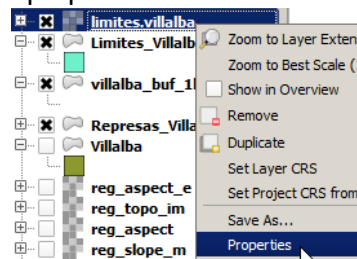 limites.villalba
Limites_Villalb
villalba_buf_1
Represas_Villa
Villalba
reg_aspect_e
reg_topo_im
reg_aspect
reg_slope_m
Zoom to Layer Exten
Zoom to Best Scale (
Show in Overview
Remove
Duplicate
Set Layer CRS
Set Project CRS from
Save As...
Properties